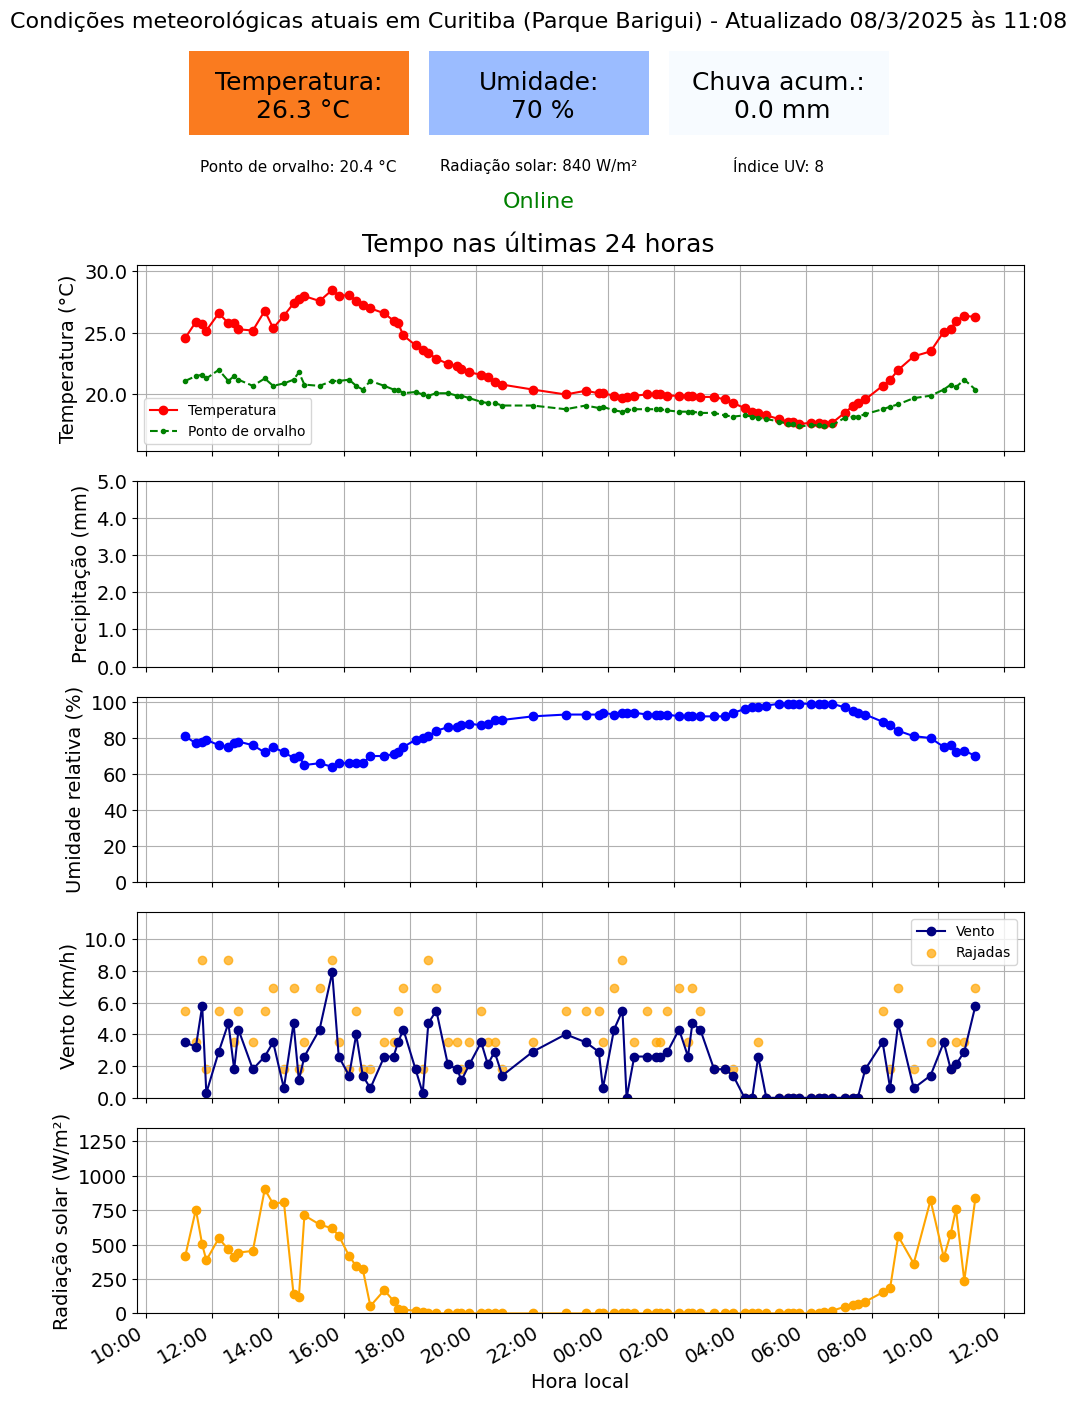 Condições meteorológicas atuais em Curitiba (Parque Barigui) - Atualizado 08/3/2025 às 11:08
Temperatura:
26.3 °C
Umidade:
70 %
Chuva acum.:
0.0 mm
Ponto de orvalho: 20.4 °C
Radiação solar: 840 W/m²
Índice UV: 8
Online
Tempo nas últimas 24 horas
Temperatura (°C)
30.0
25.0
20.0
Temperatura
Ponto de orvalho
Precipitação (mm)
5.0
4.0
3.0
2.0
1.0
0.0
Umidade relativa (%)
100
80
60
40
20
0
Vento (km/h)
10.0
8.0
6.0
4.0
2.0
0.0
Vento
Rajadas
Radiação solar (W/m²)
1250
1000
750
500
250
0
10:00 12:00 14:00 16:00 18:00 20:00 22:00 00:00 02:00 04:00 06:00 08:00 10:00 12:00
Hora local